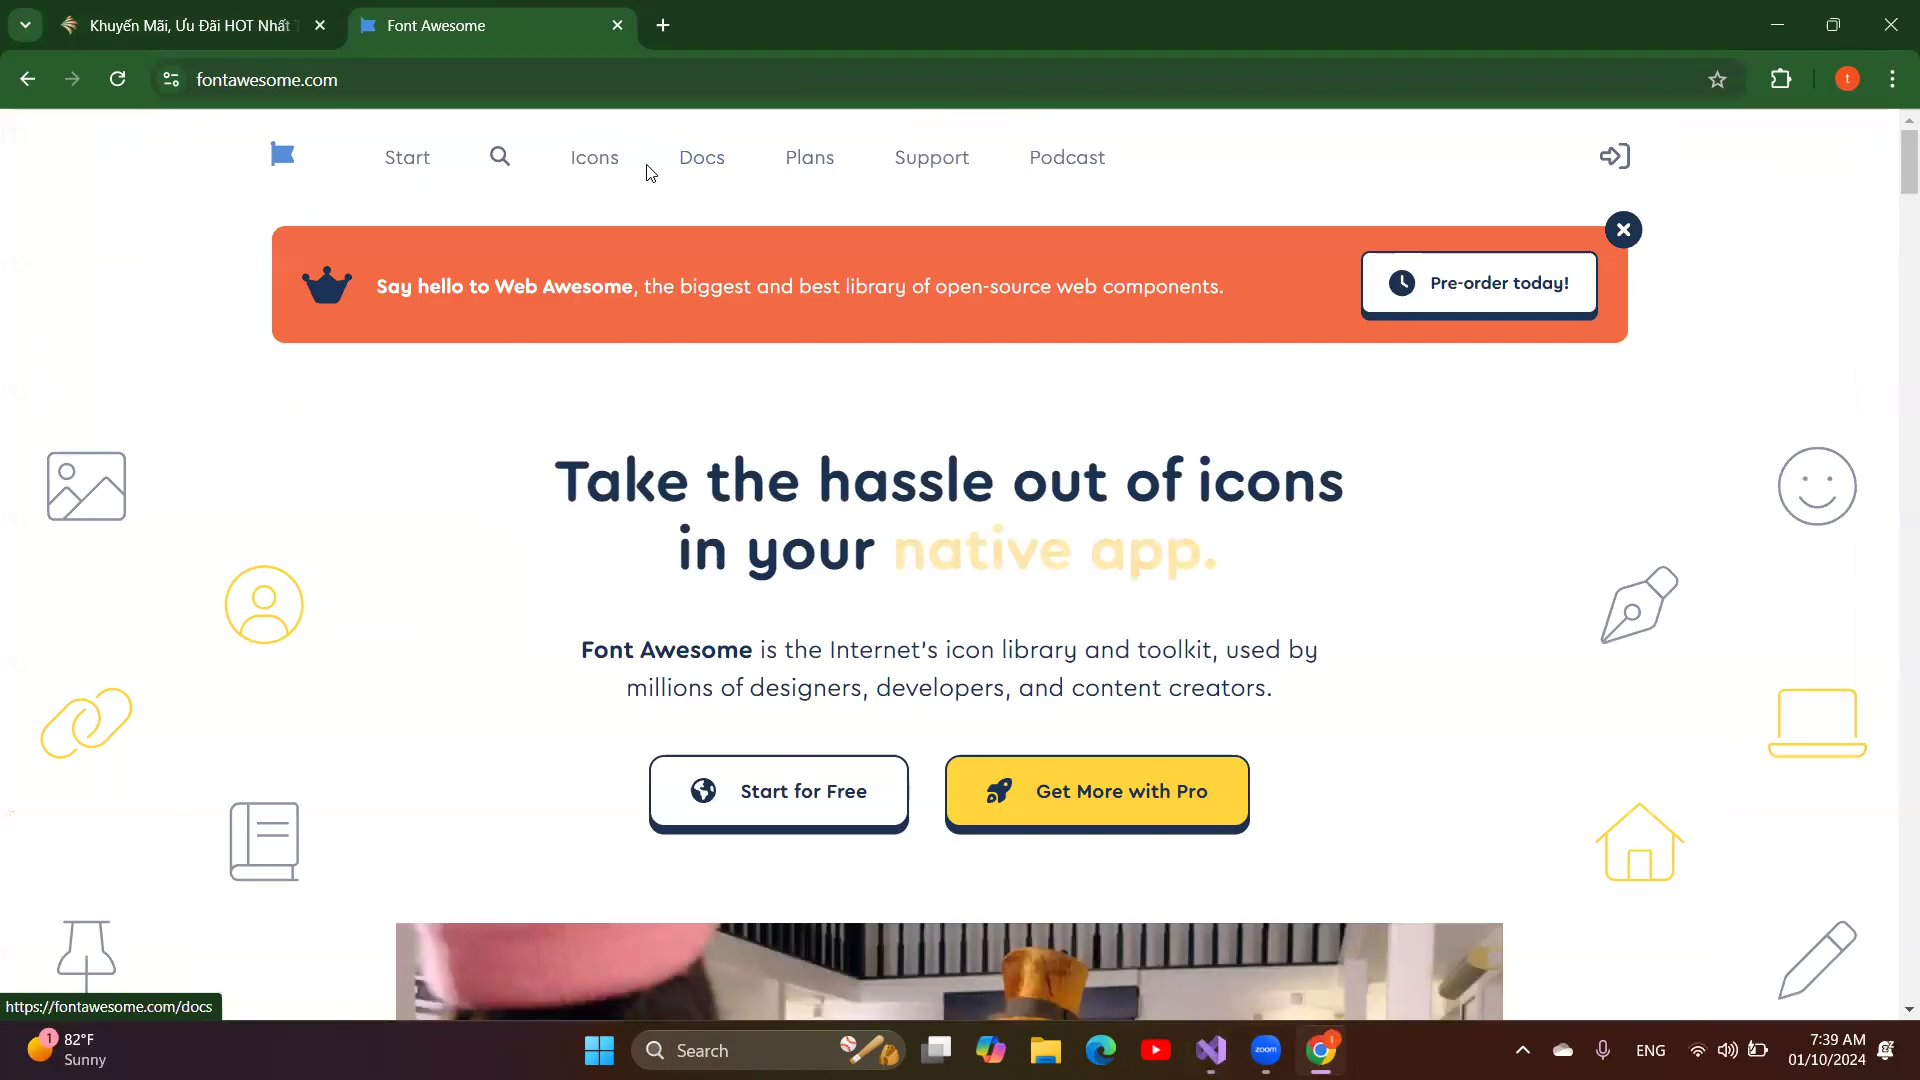 Khuyến Mãi, Ưu Đãi HOT Nhất
Font Awesome
fontawesome.com
t
Start
Icons
Docs
Plans
Support
Podcast
Say hello to Web Awesome, the biggest and best library of open-source web components.
Pre-order today!
Take the hassle out of icons
in your native app.
Font Awesome is the Internet's icon library and toolkit, used by
millions of designers, developers, and content creators.
Start for Free
Get More with Pro
https://fontawesome.com/docs
1
82°F
Sunny
Search
zoom
ENG
7:39 AM
01/10/2024